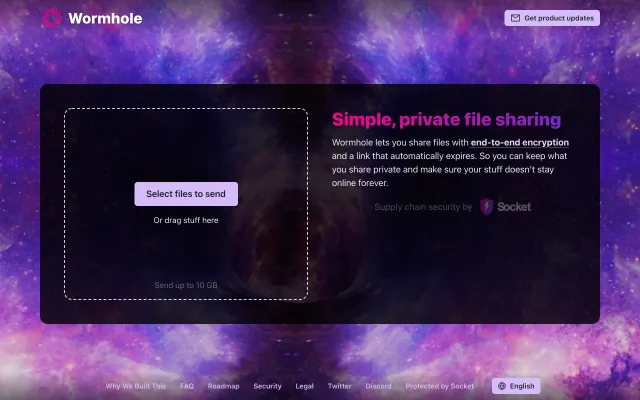 Wormhole
Get product updates
Simple, private file sharing
Wormhole lets you share files with end-to-end encryption
and a link that automatically expires. So you can keep what
you share private and make sure your stuff doesn't stay
online forever.
Supply chain security by Socket
Select files to send
Or drag stuff here
Send up to 10 GB
Why We Built This FAQ Roadmap Security Legal Twitter Discord Protected by Socket English